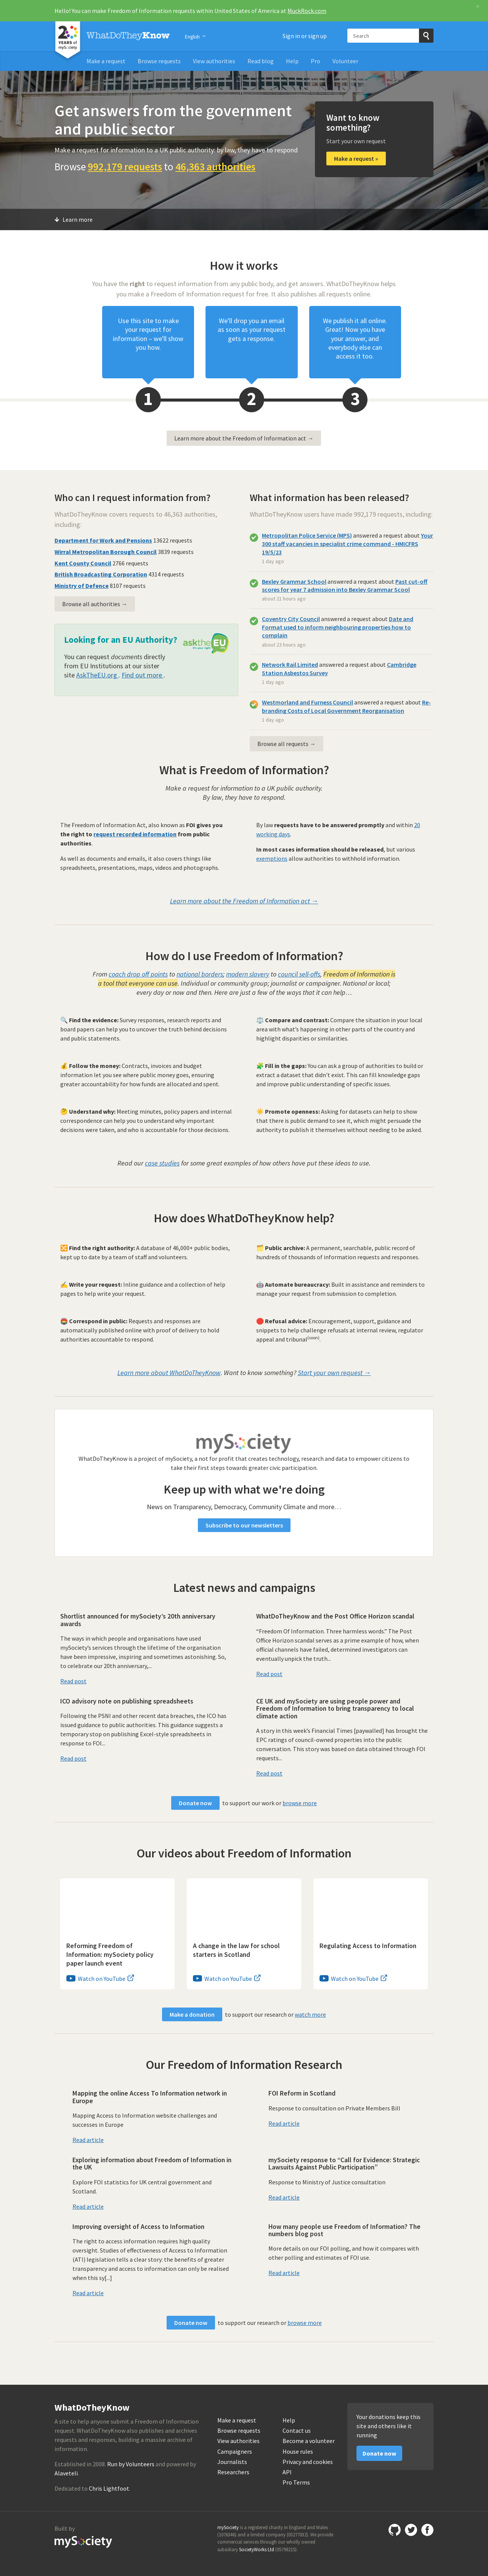 Hello! You can make Freedom of Information requests within United States of America at MuckRock.com
x
20
YEARS
of mySociety
WhatDoTheyKnow
English
Sign in or sign up
Search
Make a request
Browse requests
View authorities
Read blog
Help
Pro
Volunteer
Get answers from the government
and public sector
Make a request for information to a UK public authority: by law, they have to respond
Browse 992,179 requests to 46,363 authorities
Want to know
something?
Start your own request
Make a request »
Learn more
How it works
You have the right to request information from any public body, and get answers. WhatDoTheyKnow helps
you make a Freedom of Information request for free. It also publishes all requests online.
Use this site to make
your request for
information – we'll show
you how.
We'll drop you an email
as soon as your request
gets a response.
We publish it all online.
Great! Now you have
your answer, and
everybody else can
access it too.
1
2
3
Learn more about the Freedom of Information act →
Who can I request information from?
WhatDoTheyKnow covers requests to 46,363 authorities,
including:
Department for Work and Pensions 13622 requests
Wirral Metropolitan Borough Council 3839 requests
Kent County Council 2766 requests
British Broadcasting Corporation 4314 requests
Ministry of Defence 8107 requests
Browse all authorities →
Looking for an EU Authority?
asktheEU
You can request documents directly
from EU Institutions at our sister
site AskTheEU.org . Find out more .
What information has been released?
WhatDoTheyKnow users have made 992,179 requests, including:
Metropolitan Police Service (MPS) answered a request about Your
300 staff vacancies in specialist crime command - HMICFRS
19/5/23
1 day ago
Bexley Grammar School answered a request about Past cut-off
scores for year 7 admission into Bexley Grammar Scool
about 21 hours ago
Coventry City Council answered a request about Date and
Format used to inform neighbouring properties how to
complain
about 23 hours ago
Network Rail Limited answered a request about Cambridge
Station Asbestos Survey
1 day ago
Westmorland and Furness Council answered a request about Re-
branding Costs of Local Government Reorganisation
1 day ago
Browse all requests →
What is Freedom of Information?
Make a request for information to a UK public authority.
By law, they have to respond.
The Freedom of Information Act, also known as FOI gives you
the right to request recorded information from public
authorities.
As well as documents and emails, it also covers things like
spreadsheets, presentations, maps, videos and photographs.
By law requests have to be answered promptly and within 20
working days.
In most cases information should be released, but various
exemptions allow authorities to withhold information.
Learn more about the Freedom of Information act →
How do I use Freedom of Information?
From coach drop off points to national borders; modern slavery to council sell-offs, Freedom of Information is
a tool that everyone can use. Individual or community group; journalist or campaigner. National or local;
every day or now and then. Here are just a few of the ways that it can help…
🔍 Find the evidence: Survey responses, research reports and
board papers can help you to uncover the truth behind decisions
and public statements.
⚖️ Compare and contrast: Compare the situation in your local
area with what's happening in other parts of the country and
highlight disparities or similarities.
💰 Follow the money: Contracts, invoices and budget
information let you see where public money goes, ensuring
greater accountability for how funds are allocated and spent.
🧩 Fill in the gaps: You can ask a group of authorities to build or
extract a dataset that didn't exist. This can fill knowledge gaps
and improve public understanding of specific issues.
🤔 Understand why: Meeting minutes, policy papers and internal
correspondence can help you to understand why important
decisions were taken, and who is accountable for those decisions.
☀️ Promote openness: Asking for datasets can help to show
that there is public demand to see it, which might persuade the
authority to publish it themselves without needing to be asked.
Read our case studies for some great examples of how others have put these ideas to use.
How does WhatDoTheyKnow help?
🔀 Find the right authority: A database of 46,000+ public bodies,
kept up to date by a team of staff and volunteers.
🗂️ Public archive: A permanent, searchable, public record of
hundreds of thousands of information requests and responses.
✍️ Write your request: Inline guidance and a collection of help
pages to help write your request.
🤖 Automate bureaucracy: Built in assistance and reminders to
manage your request from submission to completion.
📮 Correspond in public: Requests and responses are
automatically published online with proof of delivery to hold
authorities accountable to respond.
🛑 Refusal advice: Encouragement, support, guidance and
snippets to help challenge refusals at internal review, regulator
appeal and tribunal(soon!)
Learn more about WhatDoTheyKnow. Want to know something? Start your own request →
mySociety
WhatDoTheyKnow is a project of mySociety, a not for profit that creates technology, research and data to empower citizens to
take their first steps towards greater civic participation.
Keep up with what we're doing
News on Transparency, Democracy, Community Climate and more…
Subscribe to our newsletters
Latest news and campaigns
Shortlist announced for mySociety's 20th anniversary
awards
The ways in which people and organisations have used
mySociety's services through the lifetime of the organisation
have been impressive, inspiring and sometimes astonishing. So,
to celebrate our 20th anniversary,...
Read post
WhatDoTheyKnow and the Post Office Horizon scandal
“Freedom Of Information. Three harmless words.” The Post
Office Horizon scandal serves as a prime example of how, when
official channels have failed, determined investigators can
eventually unpick the truth...
Read post
ICO advisory note on publishing spreadsheets
Following the PSNI and other recent data breaches, the ICO has
issued guidance to public authorities. This guidance suggests a
temporary stop on publishing Excel-style spreadsheets in
response to FOI...
Read post
CE UK and mySociety are using people power and
Freedom of Information to bring transparency to local
climate action
A story in this week's Financial Times [paywalled] has brought the
EPC ratings of council-owned properties into the public
conversation. This story was based on data obtained through FOI
requests...
Read post
Donate now to support our work or browse more
Our videos about Freedom of Information
Reforming Freedom of
Information: mySociety policy
paper launch event
Watch on YouTube
A change in the law for school
starters in Scotland
Watch on YouTube
Regulating Access to Information
Watch on YouTube
Make a donation to support our research or watch more
Our Freedom of Information Research
Mapping the online Access To Information network in
Europe
Mapping Access to Information website challenges and
successes in Europe
Read article
FOI Reform in Scotland
Response to consultation on Private Members Bill
Read article
Exploring information about Freedom of Information in
the UK
Explore FOI statistics for UK central government and
Scotland.
Read article
mySociety response to “Call for Evidence: Strategic
Lawsuits Against Public Participation”
Response to Ministry of Justice consultation
Read article
Improving oversight of Access to Information
The right to access information requires high quality
oversight. Studies of effectiveness of Access to Information
(ATI) legislation tells a clear story: the benefits of greater
transparency and access to information can only be realised
when this sy[...]
Read article
How many people use Freedom of Information? The
numbers blog post
More details on our FOI polling, and how it compares with
other polling and estimates of FOI use.
Read article
Donate now to support our research or browse more
WhatDoTheyKnow
A site to help anyone submit a Freedom of Information
request. WhatDoTheyKnow also publishes and archives
requests and responses, building a massive archive of
information.
Established in 2008. Run by Volunteers and powered by
Alaveteli.
Dedicated to Chris Lightfoot.
Make a request
Browse requests
View authorities
Campaigners
Journalists
Researchers
Help
Contact us
Become a volunteer
House rules
Privacy and cookies
API
Pro Terms
Your donations keep this
site and others like it
running
Donate now
Built by
mySociety
mySociety is a registered charity in England and Wales
(1076346) and a limited company (03277032). We provide
commercial services through our wholly owned
subsidiary SocietyWorks Ltd (05798215).